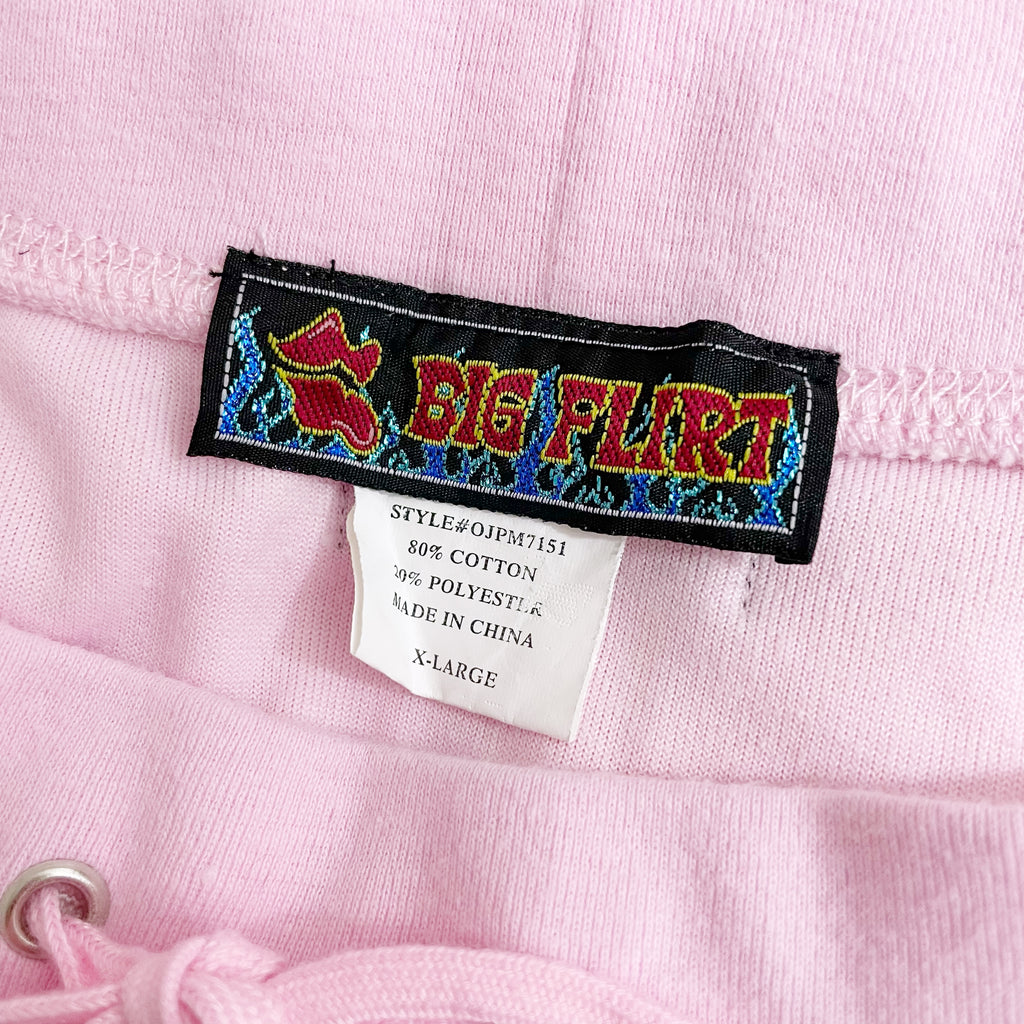 BIG FLIRT
STYLE#OJPM7151
80% COTTON
20% POLYESTER
MADE IN CHINA
X-LARGE